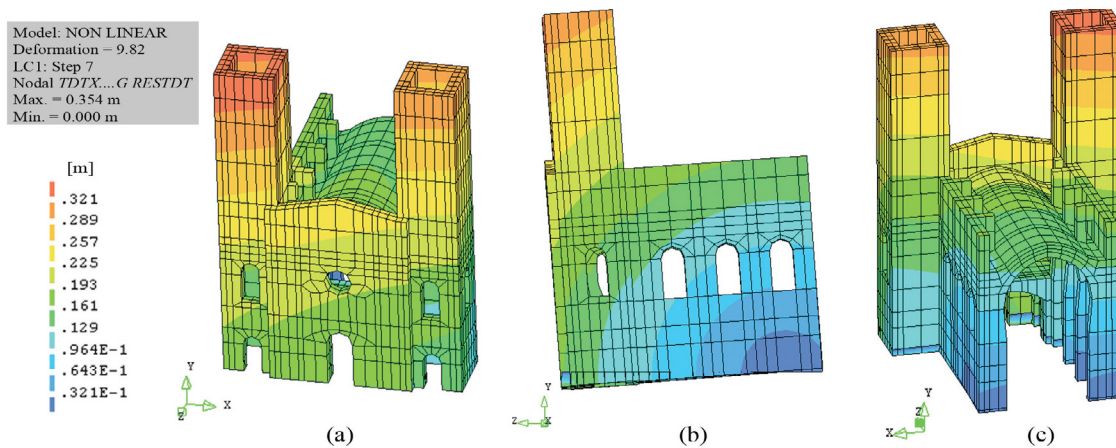 Model: NON LINEAR
Deformation = 9.82
LC1: Step 7
Nodal TDTX....G RESTDT
Max. = 0.354 m
Min. = 0.000 m
[m]
.321
.289
.257
.225
.193
.161
.129
.964E-1
.643E-1
.321E-1
Y
Z X
(a)
Y
Z X
(b)
Y
Z
X
(c)